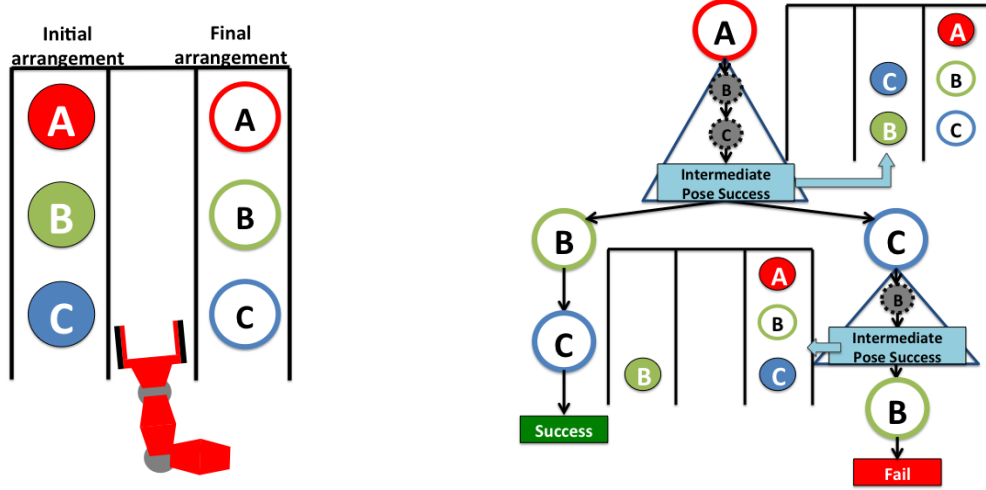 Initial
arrangement
Final
arrangement
A
A
B
B
C
C
A
B
C
Intermediate
Pose Success
A
C
B
B
C
B
C
A
B
B
C
C
B
Intermediate
Pose Success
B
Success
Fail